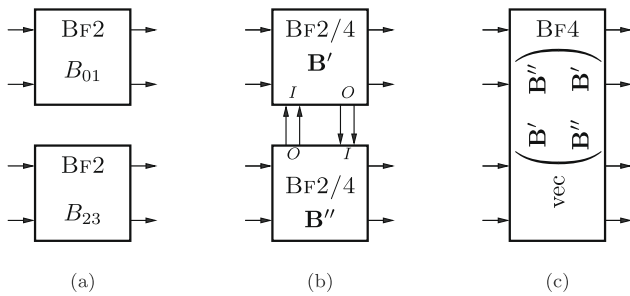 BF2
B₀₁
BF2
B₂₃
(a)
BF2/4
B′
I O
O I
BF2/4
B″
(b)
BF4
vec ( B′ B″
B″ B′ )
(c)